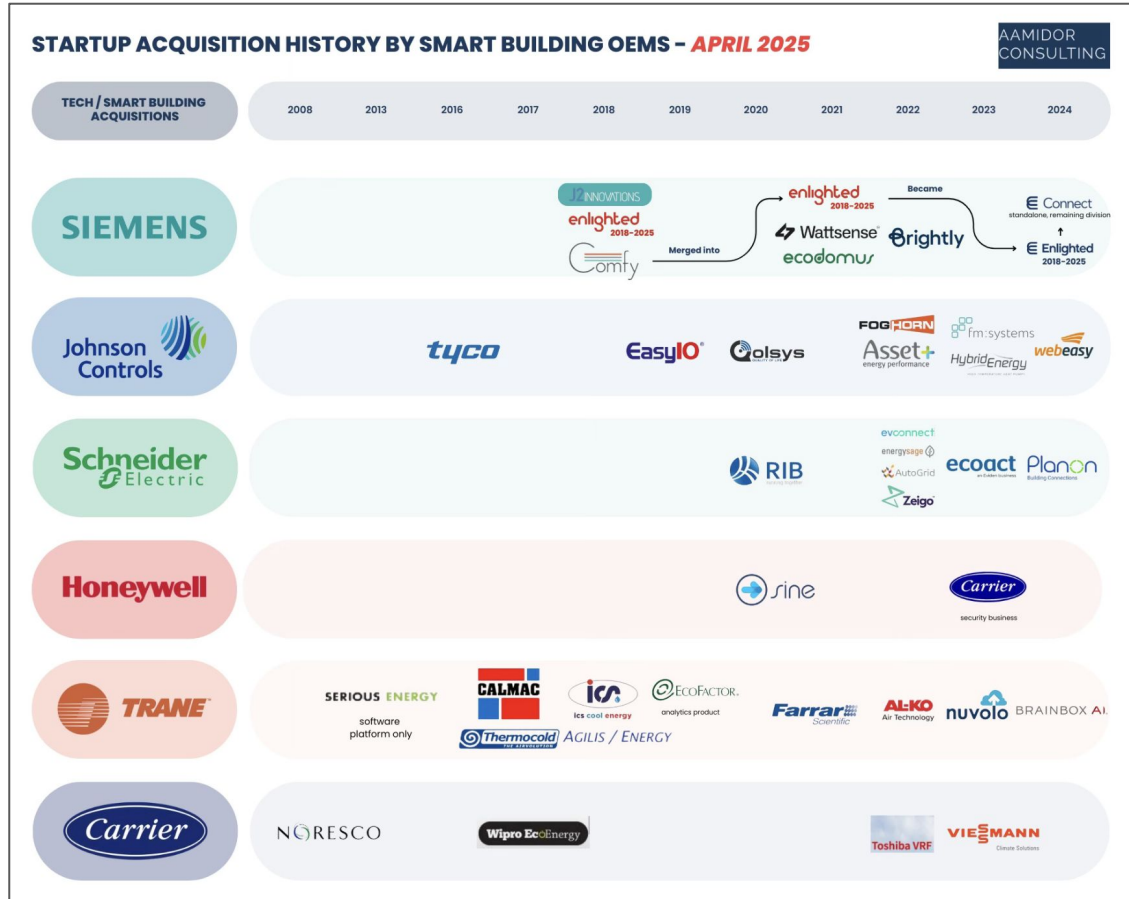 STARTUP ACQUISITION HISTORY BY SMART BUILDING OEMS – APRIL 2025
AAMIDOR
CONSULTING
TECH / SMART BUILDING
ACQUISITIONS
2008 2013 2016 2017 2018 2019 2020 2021 2022 2023 2024
SIEMENS
J2INNOVATIONS
enlighted
2018-2025
Comfy
Merged into
enlighted
2018-2025
Wattsense
ecodomus
Became
Brightly
Connect
standalone, remaining division
Enlighted
2018-2025
Johnson
Controls
tyco
EasyIO
Qolsys
FOGHORN
Asset+
energy performance
fm:systems
HybridEnergy
webeasy
Schneider
Electric
RIB
evconnect
energysage
AutoGrid
Zeigo
ecoact
Planon
Building Connections
Honeywell
sine
Carrier
security business
TRANE
SERIOUS ENERGY
software
platform only
CALMAC
Thermocold
ics
ics cool energy
AGILIS / ENERGY
ECOFACTOR.
analytics product
Farrar
Scientific
AL-KO
Air Technology
nuvolo
BRAINBOX AI.
Carrier
NORESCO
Wipro EcoEnergy
Toshiba VRF
VIESSMANN
Climate Solutions